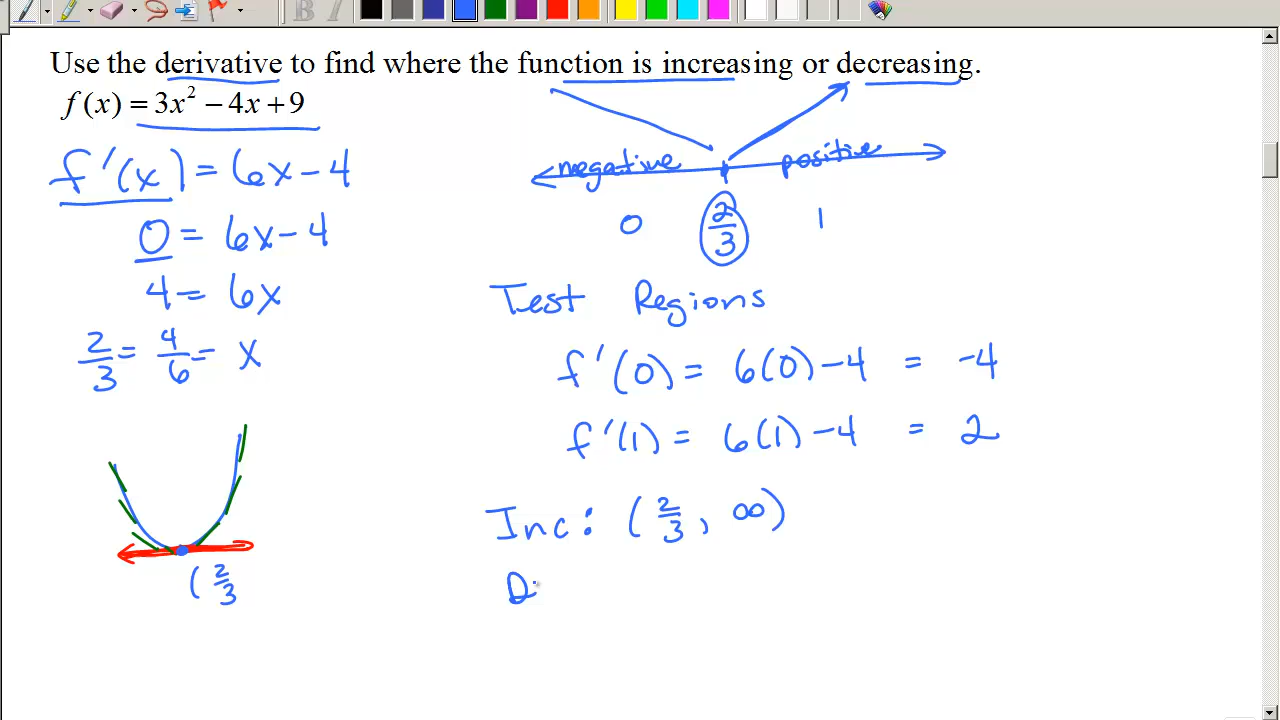 Use the derivative to find where the function is increasing or decreasing.
f(x) = 3x² − 4x + 9
f'(x) = 6x − 4
0 = 6x − 4
4 = 6x
2/3 = 4/6 = x
(2/3
negative positive
0 2/3 1
Test Regions
f'(0) = 6(0) − 4 = −4
f'(1) = 6(1) − 4 = 2
Inc: (2/3, ∞)
D